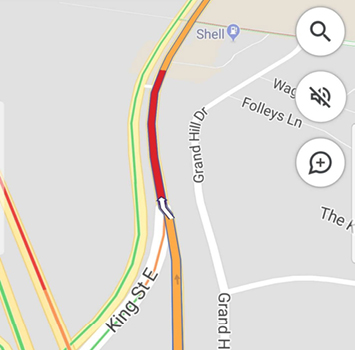 Shell
Wag
Folleys Ln
Grand Hill Dr
The K
King St E
Grand H